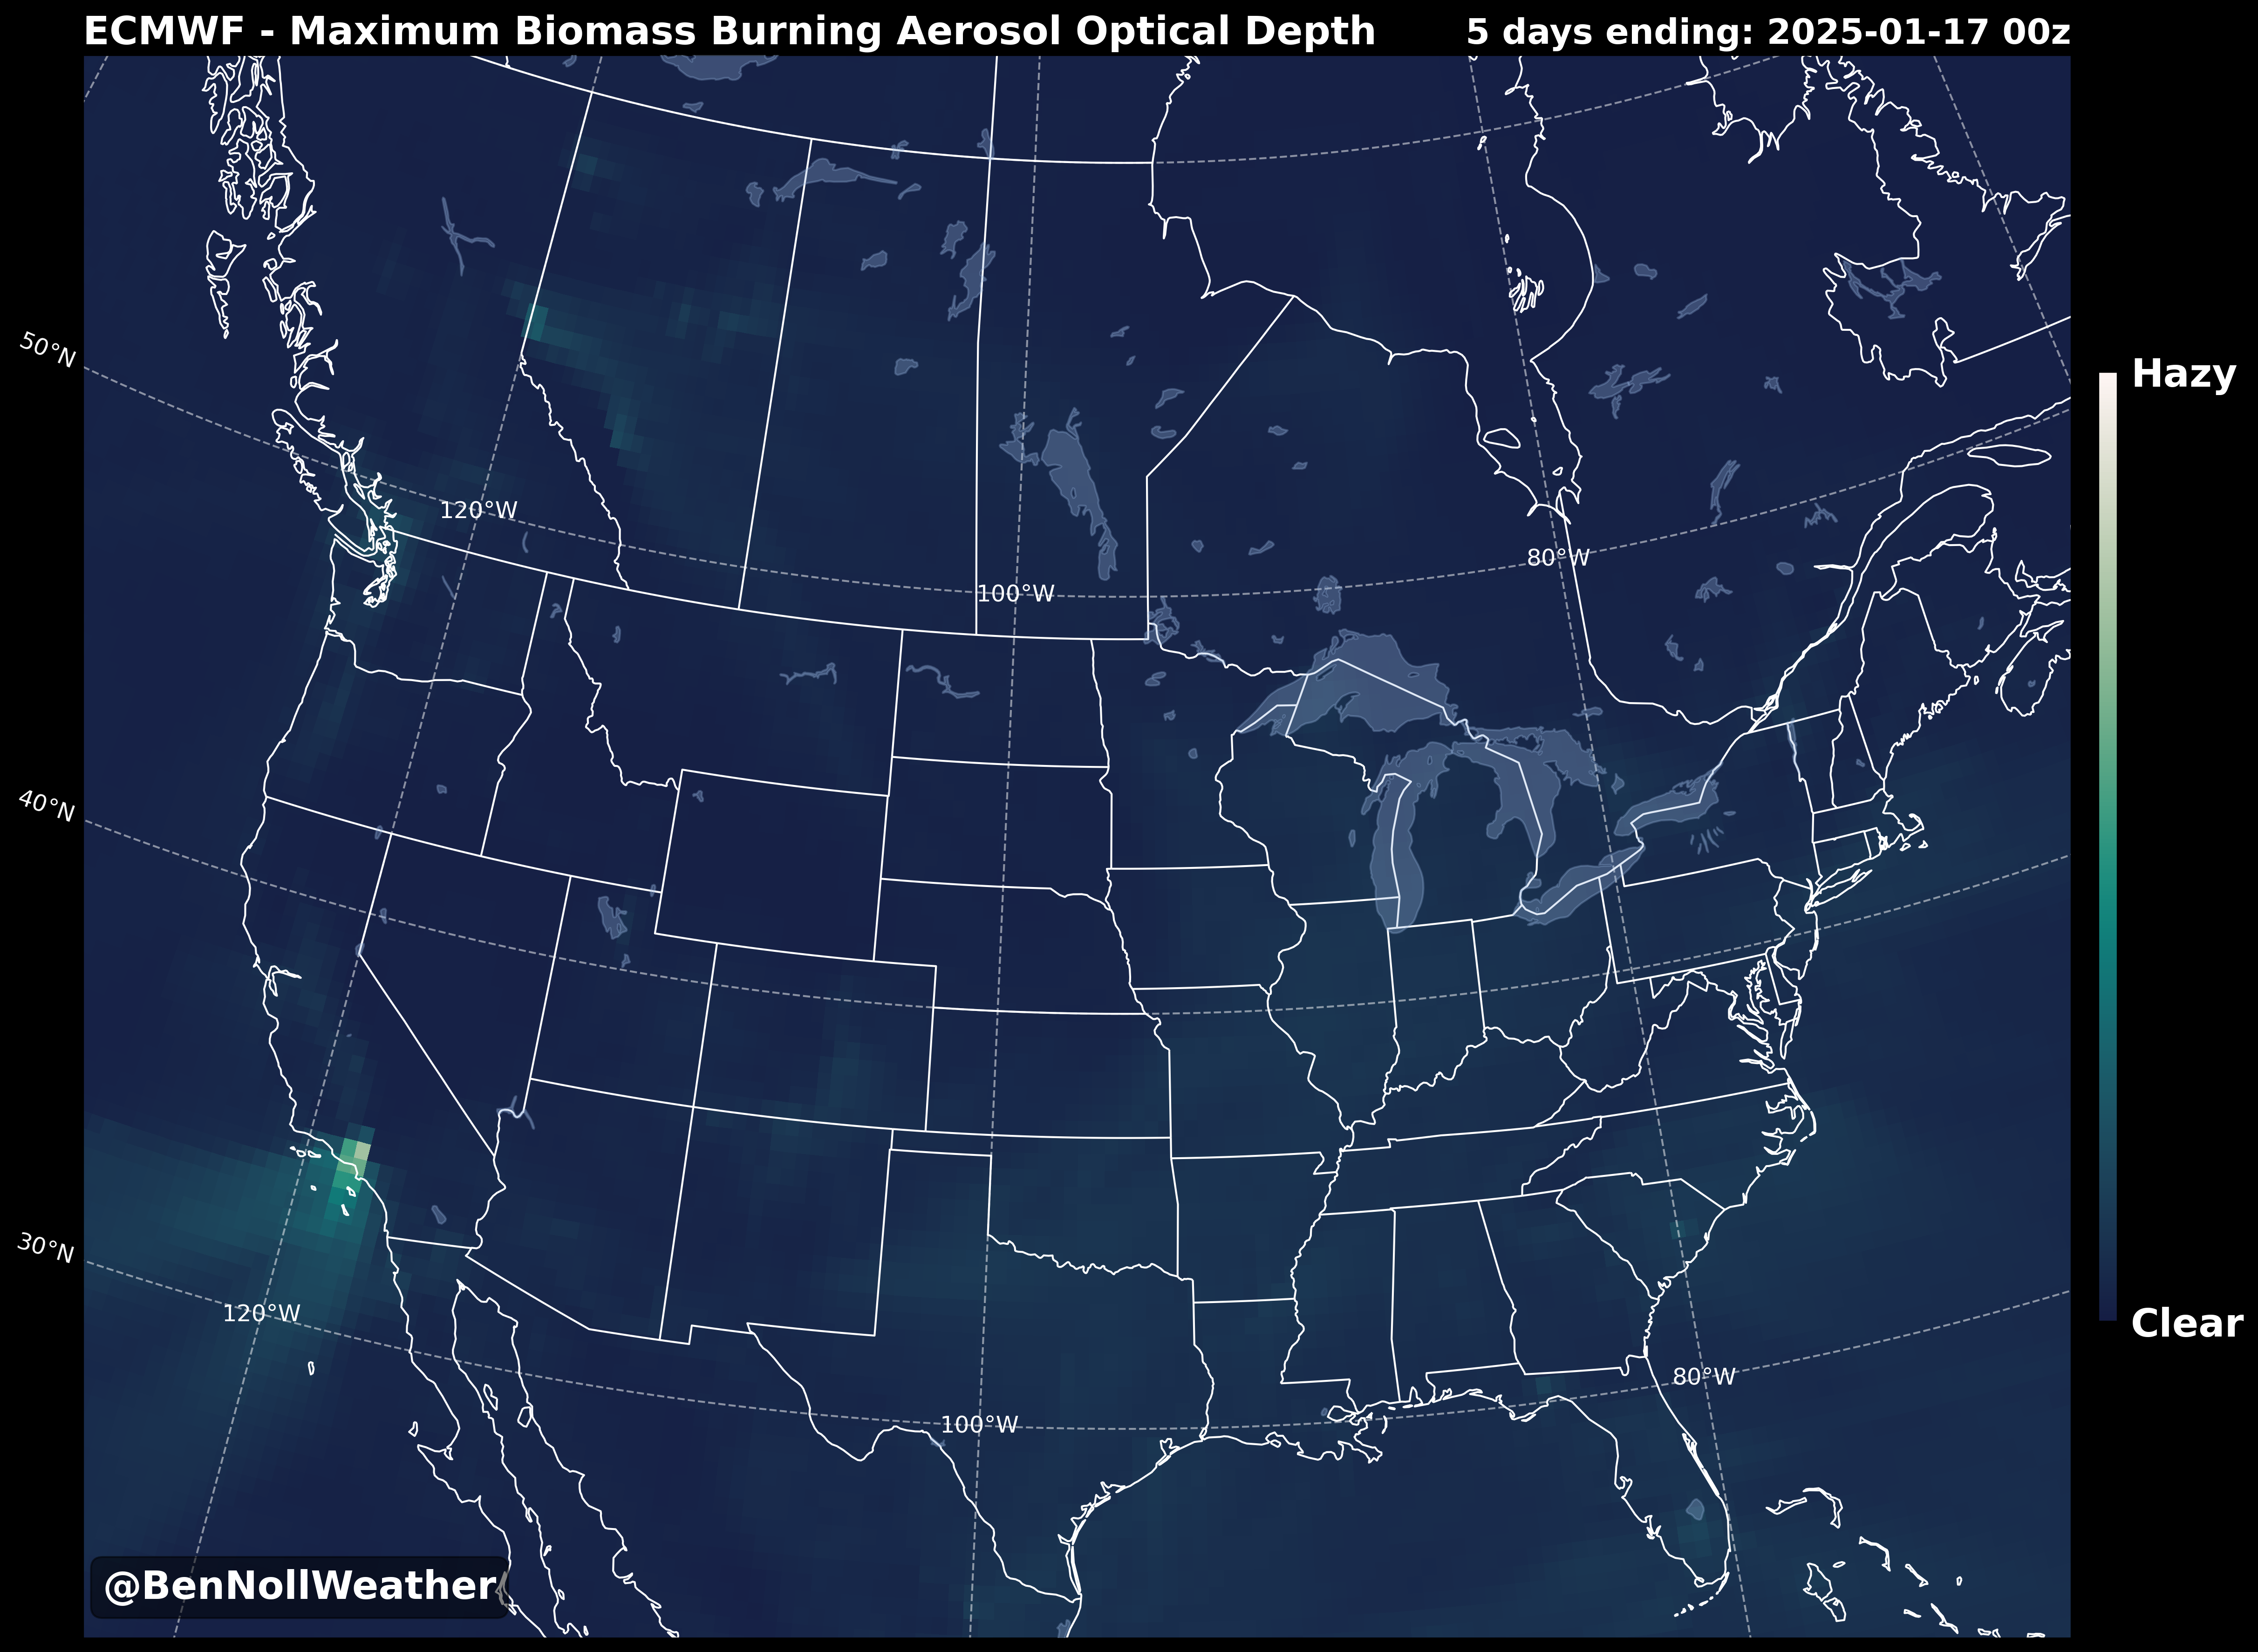 ECMWF - Maximum Biomass Burning Aerosol Optical Depth
5 days ending: 2025-01-17 00z
50°N
Hazy
120°W
80°W
100°W
40°N
30°N
120°W
Clear
80°W
100°W
@BenNollWeather